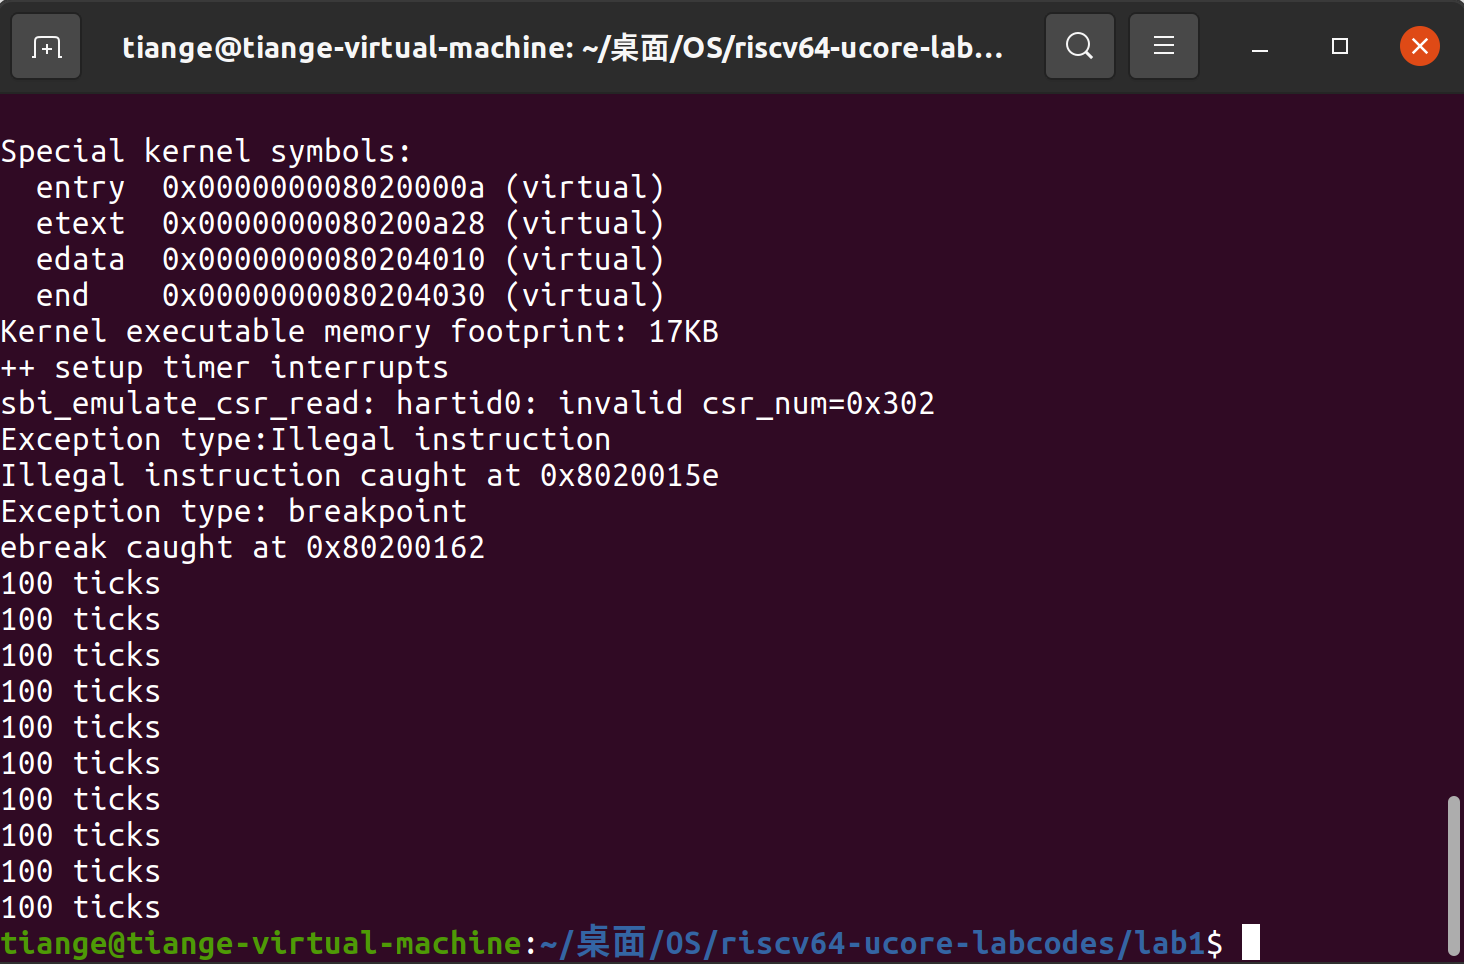 tiange@tiange-virtual-machine: ~/桌面/OS/riscv64-ucore-lab...
Special kernel symbols:
  entry  0x000000008020000a (virtual)
  etext  0x0000000080200a28 (virtual)
  edata  0x0000000080204010 (virtual)
  end    0x0000000080204030 (virtual)
Kernel executable memory footprint: 17KB
++ setup timer interrupts
sbi_emulate_csr_read: hartid0: invalid csr_num=0x302
Exception type:Illegal instruction
Illegal instruction caught at 0x8020015e
Exception type: breakpoint
ebreak caught at 0x80200162
100 ticks
100 ticks
100 ticks
100 ticks
100 ticks
100 ticks
100 ticks
100 ticks
100 ticks
100 ticks
tiange@tiange-virtual-machine:~/桌面/OS/riscv64-ucore-labcodes/lab1$